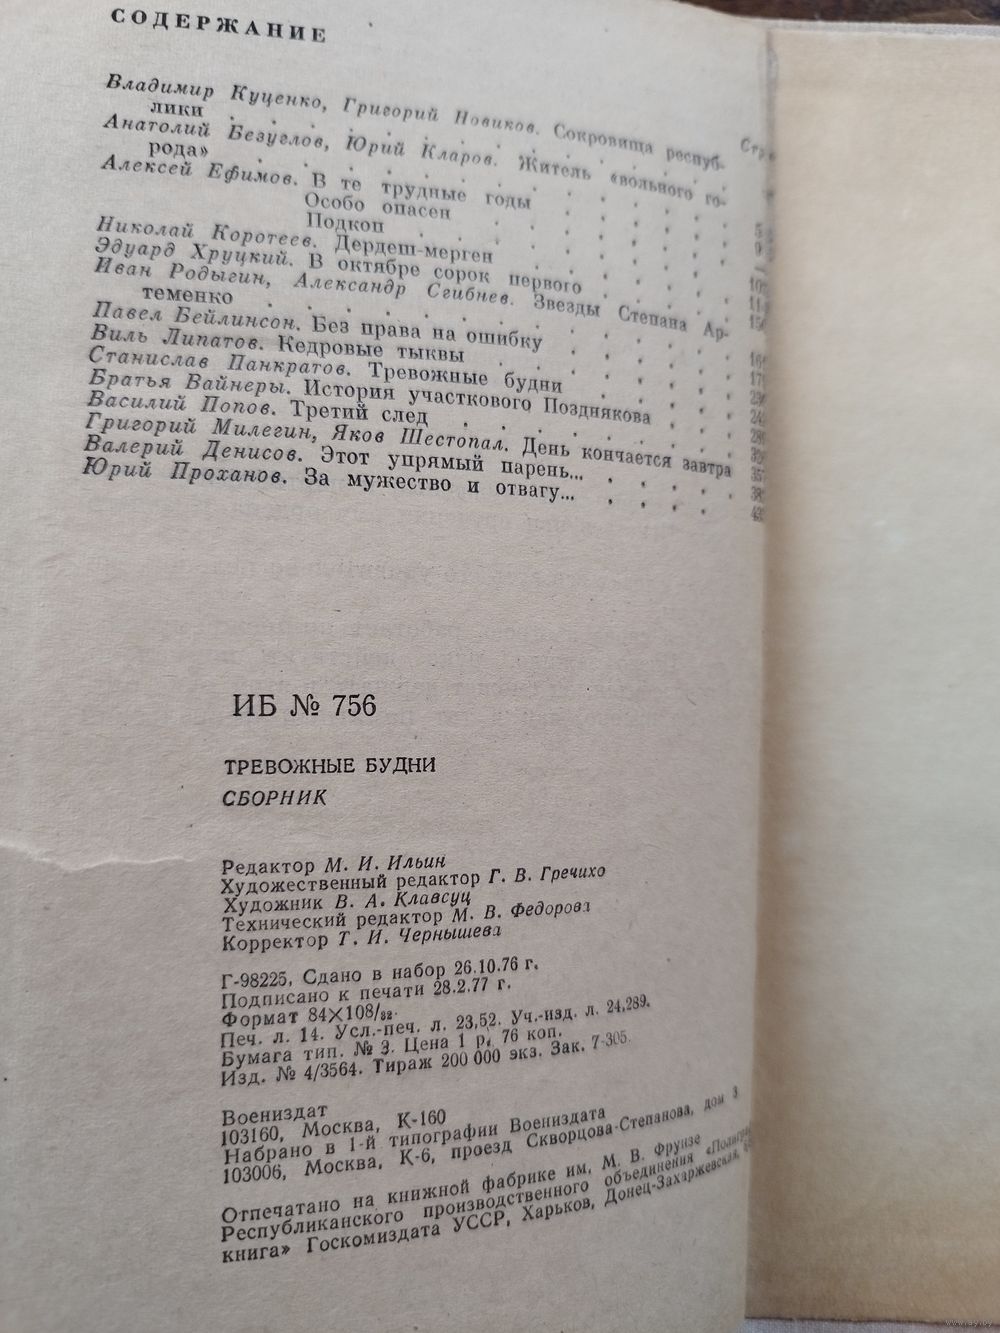 СОДЕРЖАНИЕ
Стр.
Владимир Куценко, Григорий Новиков. Сокровища респуб-
лики . . . . . . . . . 5
Анатолий Безуглов, Юрий Кларов. Житель «вольного го-
рода» . . . . . . . . . 9
Алексей Ефимов. В те трудные годы . . . . . . —
Особо опасен . . . . . . .
Подкоп . . . . . . . .
Николай Коротеев. Дердеш-мерген . . . . . .
Эдуард Хруцкий. В октябре сорок первого . . . .
Иван Родыгин, Александр Сгибнев. Звезды Степана Ар-
теменко . . . . . . . . .
Павел Бейлинсон. Без права на ошибку . . . . .
Виль Липатов. Кедровые тыквы . . . . . .
Станислав Панкратов. Тревожные будни . . . . .
Братья Вайнеры. История участкового Позднякова . . .
Василий Попов. Третий след . . . . . . .
Григорий Милегин, Яков Шестопал. День кончается завтра
Валерий Денисов. Этот упрямый парень... . . . .
Юрий Проханов. За мужество и отвагу... . . . .
ИБ № 756
ТРЕВОЖНЫЕ БУДНИ
СБОРНИК
Редактор М. И. Ильин
Художественный редактор Г. В. Гречихо
Художник В. А. Клавсуц
Технический редактор М. В. Федорова
Корректор Т. И. Чернышева
Г-98225. Сдано в набор 26.10.76 г.
Подписано к печати 28.2.77 г.
Формат 84×108/32.
Печ. л. 14. Усл.-печ. л. 23,52. Уч.-изд. л. 24,289.
Бумага тип. № 3. Цена 1 р. 76 коп.
Изд. № 4/3564. Тираж 200 000 экз. Зак. 7-305.
Воениздат
103160, Москва, К-160
Набрано в 1-й типографии Воениздата
103006, Москва, К-6, проезд Скворцова-Степанова, дом 3
Отпечатано на книжной фабрике им. М. В. Фрунзе
Республиканского производственного объединения
книга» Госкомиздата УССР, Харьков, Донец-Захаржевская,